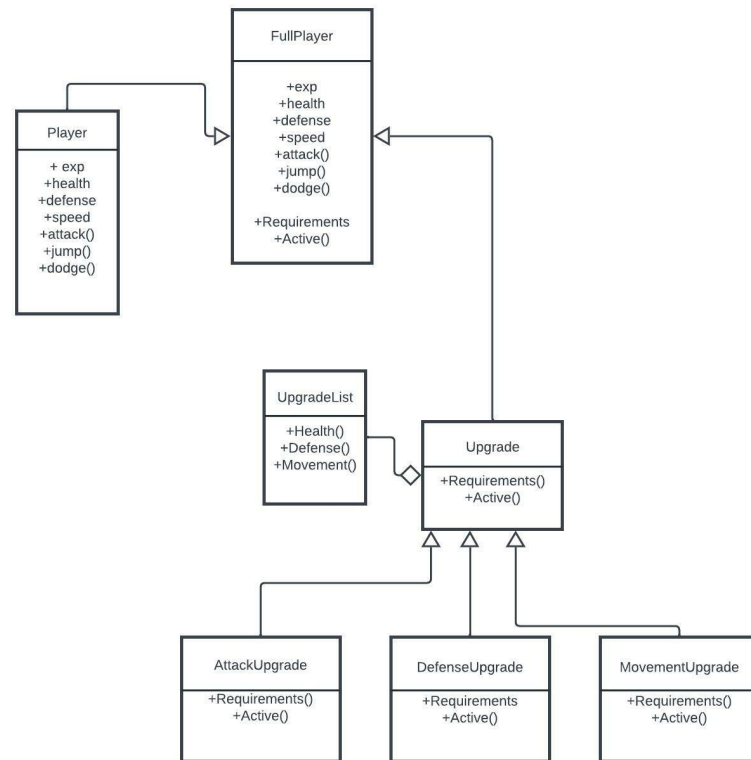 FullPlayer
+exp
+health
+defense
+speed
+attack()
+jump()
+dodge()
+Requirements
+Active()
Player
+ exp
+health
+defense
+speed
+attack()
+jump()
+dodge()
UpgradeList
+Health()
+Defense()
+Movement()
Upgrade
+Requirements()
+Active()
AttackUpgrade
+Requirements()
+Active()
DefenseUpgrade
+Requirements
+Active()
MovementUpgrade
+Requirements()
+Active()